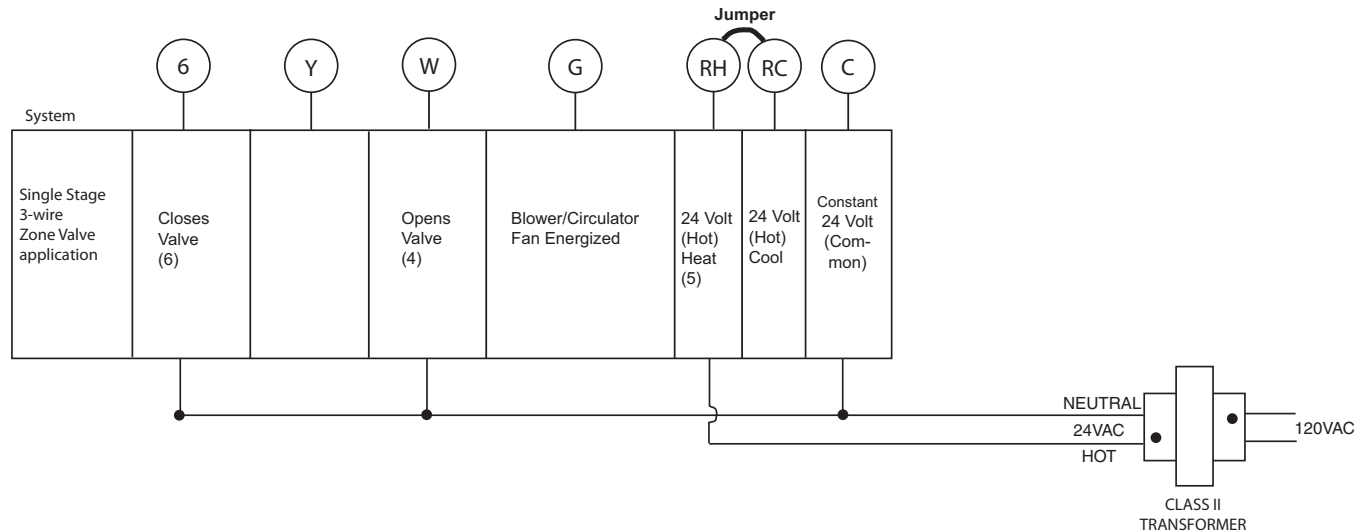 Jumper
6
Y
W
G
RH
RC
C
System
Single Stage
3-wire
Zone Valve
application
Closes
Valve
(6)
Opens
Valve
(4)
Blower/Circulator
Fan Energized
24 Volt
(Hot)
Heat
(5)
24 Volt
(Hot)
Cool
Constant
24 Volt
(Com-
mon)
NEUTRAL
24VAC
HOT
120VAC
CLASS II
TRANSFORMER